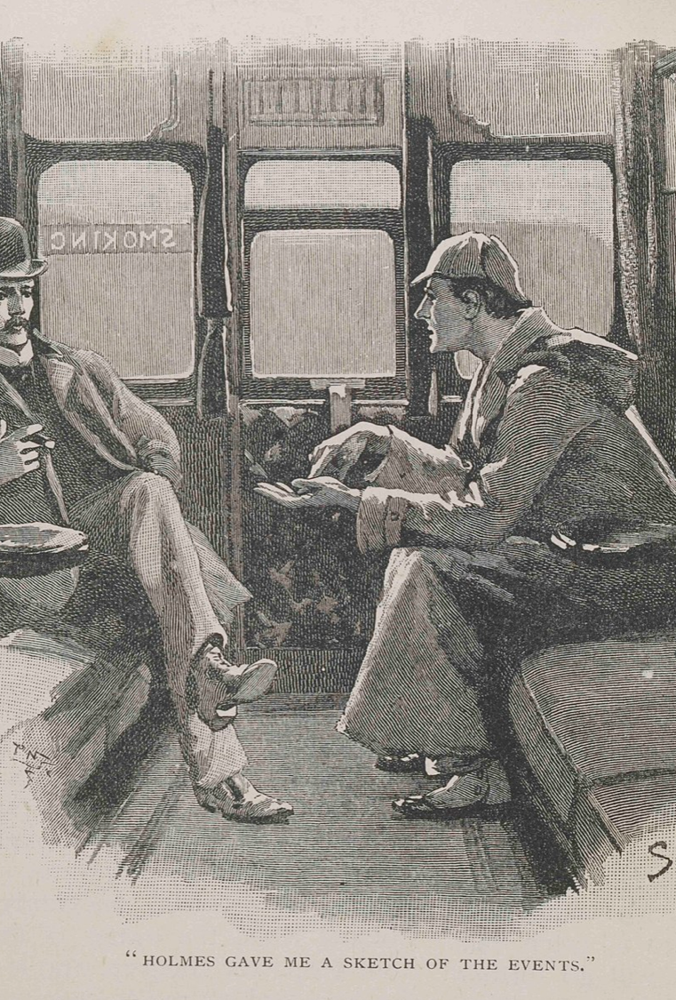 SMOKING
S
"HOLMES GAVE ME A SKETCH OF THE EVENTS."